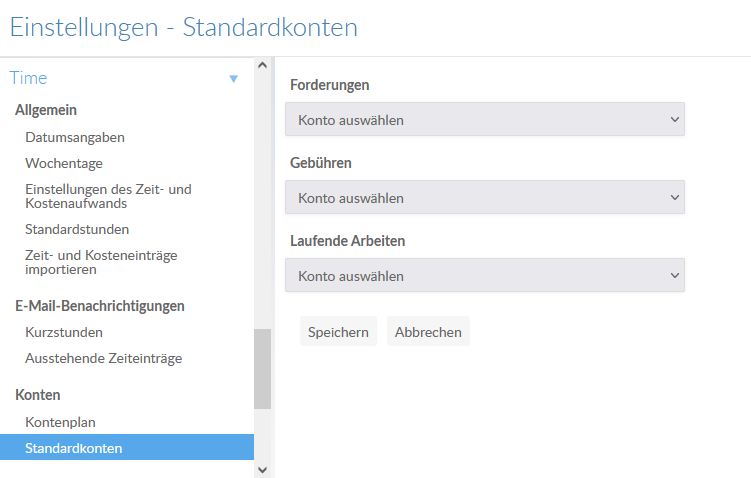 Einstellungen - Standardkonten
Time
Allgemein
Datumsangaben
Wochentage
Einstellungen des Zeit- und
Kostenaufwands
Standardstunden
Zeit- und Kosteneinträge
importieren
E-Mail-Benachrichtigungen
Kurzstunden
Ausstehende Zeiteinträge
Konten
Kontenplan
Standardkonten
Forderungen
Konto auswählen
Gebühren
Konto auswählen
Laufende Arbeiten
Konto auswählen
Speichern Abbrechen